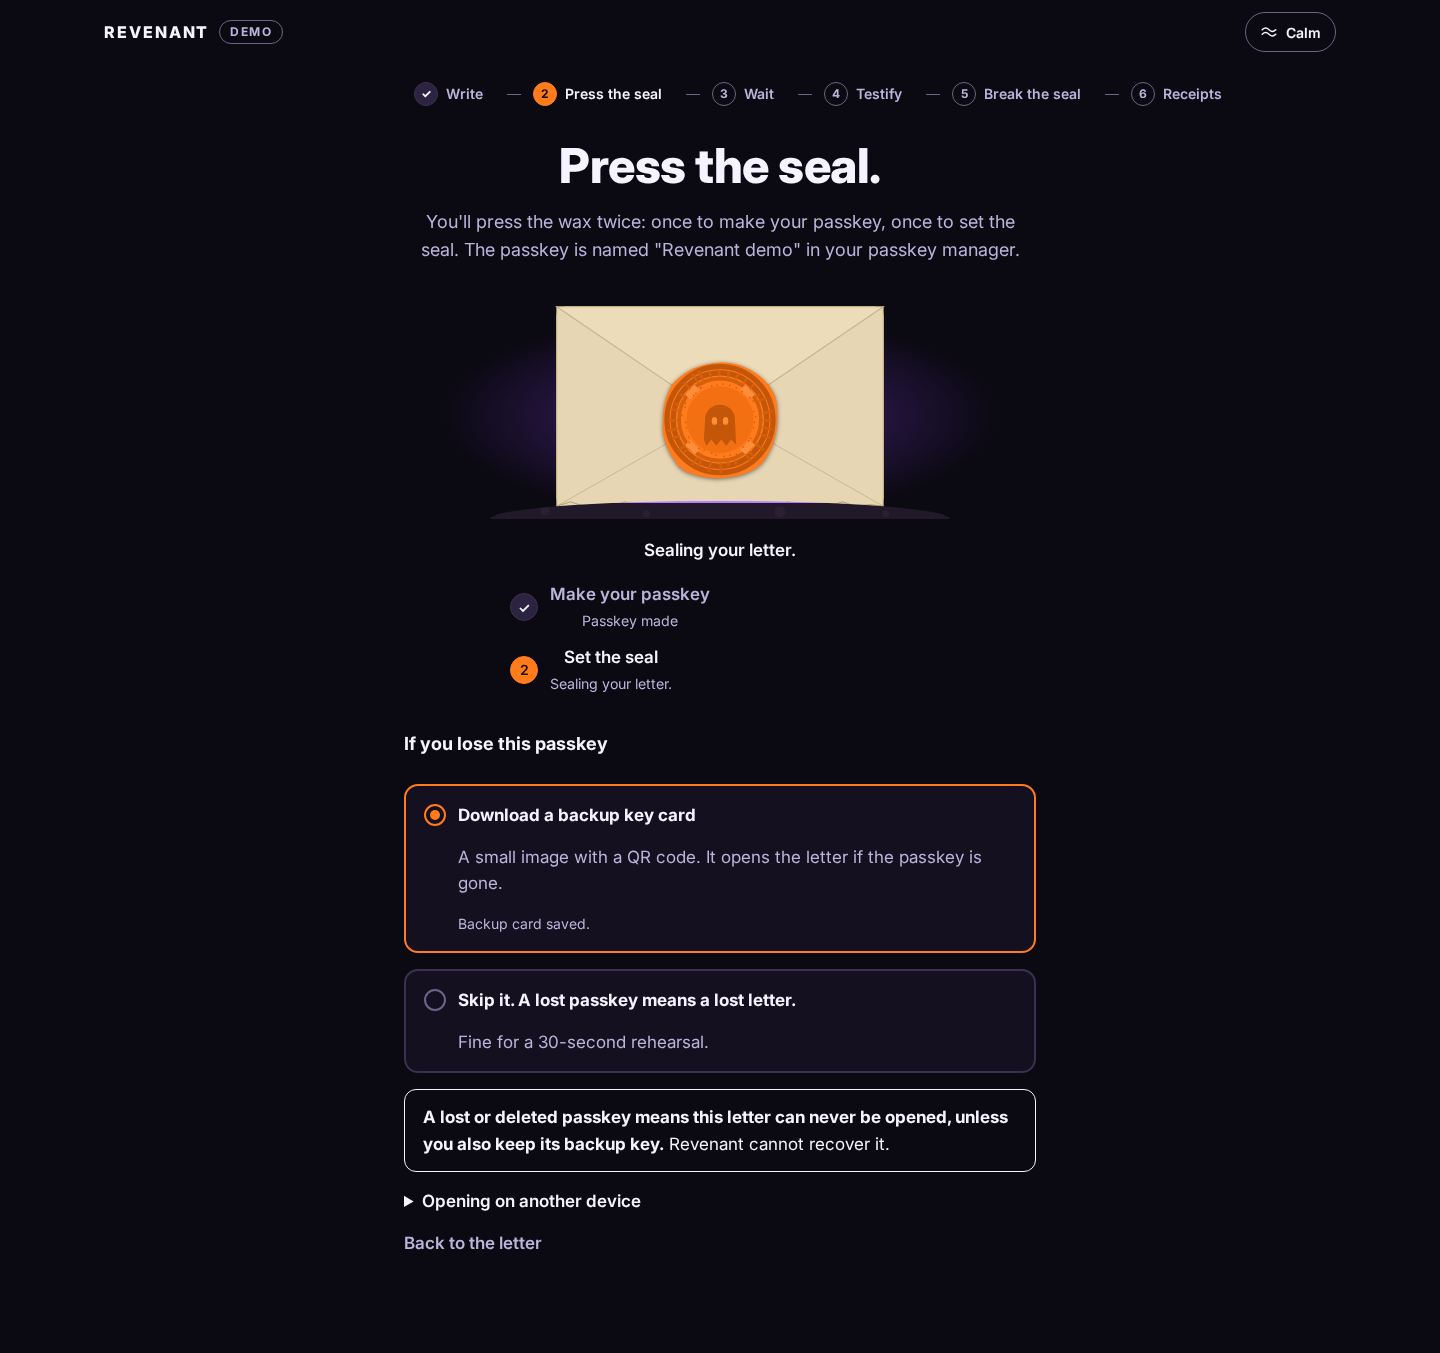 REVENANT DEMO
Calm
Write
2 Press the seal
3 Wait
4 Testify
5 Break the seal
6 Receipts
Press the seal.
You'll press the wax twice: once to make your passkey, once to set the
seal. The passkey is named "Revenant demo" in your passkey manager.
Sealing your letter.
Make your passkey
Passkey made
2 Set the seal
Sealing your letter.
If you lose this passkey
Download a backup key card
A small image with a QR code. It opens the letter if the passkey is
gone.
Backup card saved.
Skip it. A lost passkey means a lost letter.
Fine for a 30-second rehearsal.
A lost or deleted passkey means this letter can never be opened, unless
you also keep its backup key. Revenant cannot recover it.
Opening on another device
Back to the letter